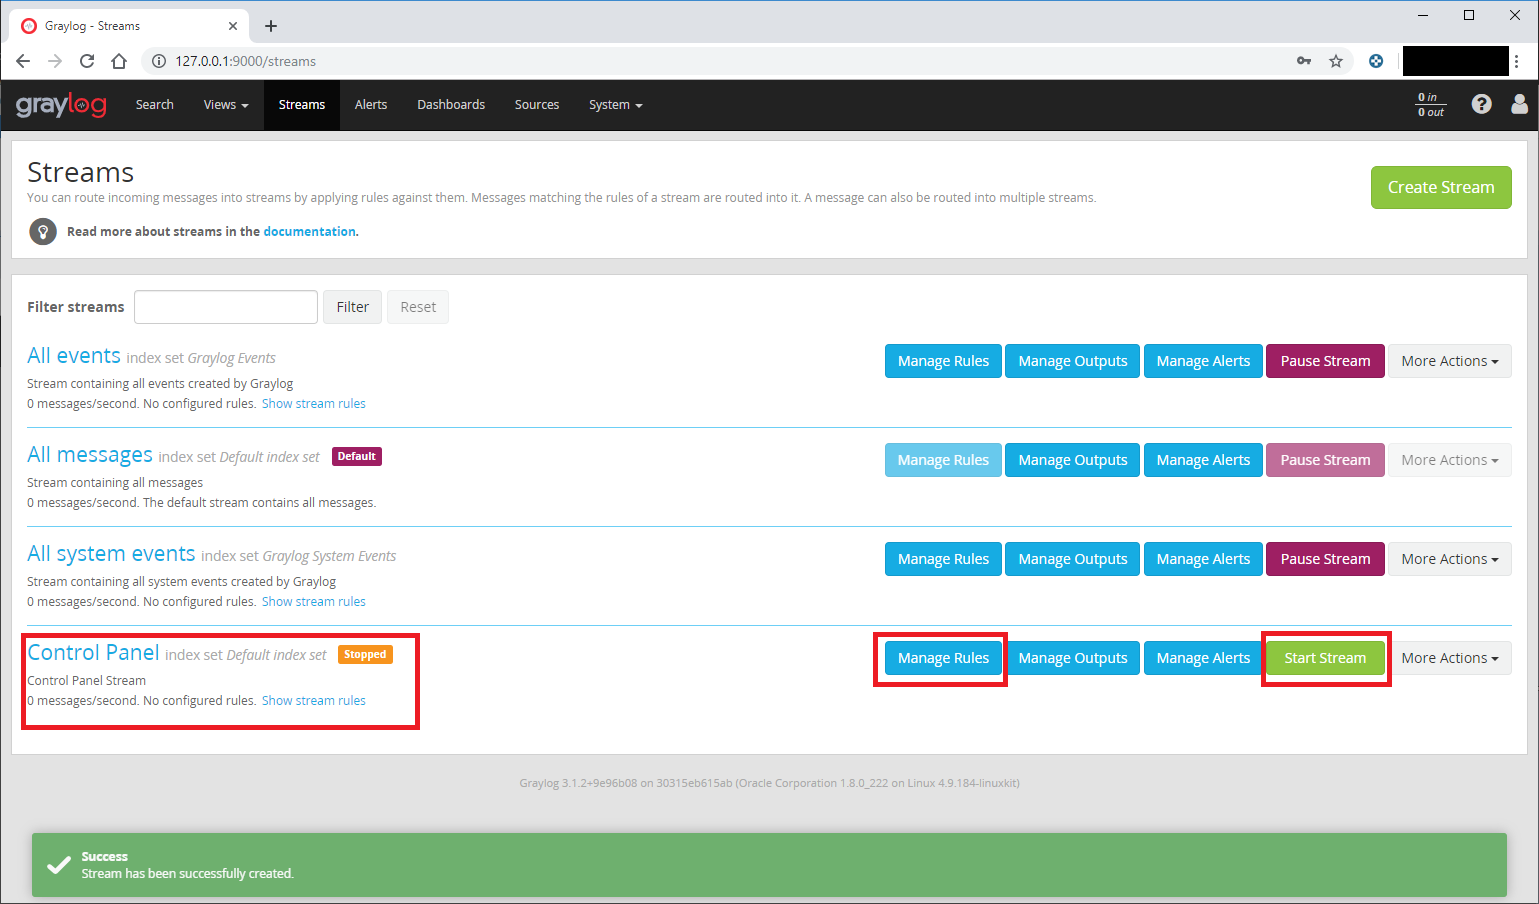 Graylog - Streams
127.0.0.1:9000/streams
graylog Search Views Streams Alerts Dashboards Sources System 0 in
0 out
Streams
You can route incoming messages into streams by applying rules against them. Messages matching the rules of a stream are routed into it. A message can also be routed into multiple streams.
Create Stream
Read more about streams in the documentation.
Filter streams Filter Reset
All events index set Graylog Events
Manage Rules Manage Outputs Manage Alerts Pause Stream More Actions
Stream containing all events created by Graylog
0 messages/second. No configured rules. Show stream rules
All messages index set Default index set Default
Manage Rules Manage Outputs Manage Alerts Pause Stream More Actions
Stream containing all messages
0 messages/second. The default stream contains all messages.
All system events index set Graylog System Events
Manage Rules Manage Outputs Manage Alerts Pause Stream More Actions
Stream containing all system events created by Graylog
0 messages/second. No configured rules. Show stream rules
Control Panel index set Default index set Stopped
Manage Rules Manage Outputs Manage Alerts Start Stream More Actions
Control Panel Stream
0 messages/second. No configured rules. Show stream rules
Graylog 3.1.2+9e96b08 on 30315eb615ab (Oracle Corporation 1.8.0_222 on Linux 4.9.184-linuxkit)
Success
Stream has been successfully created.